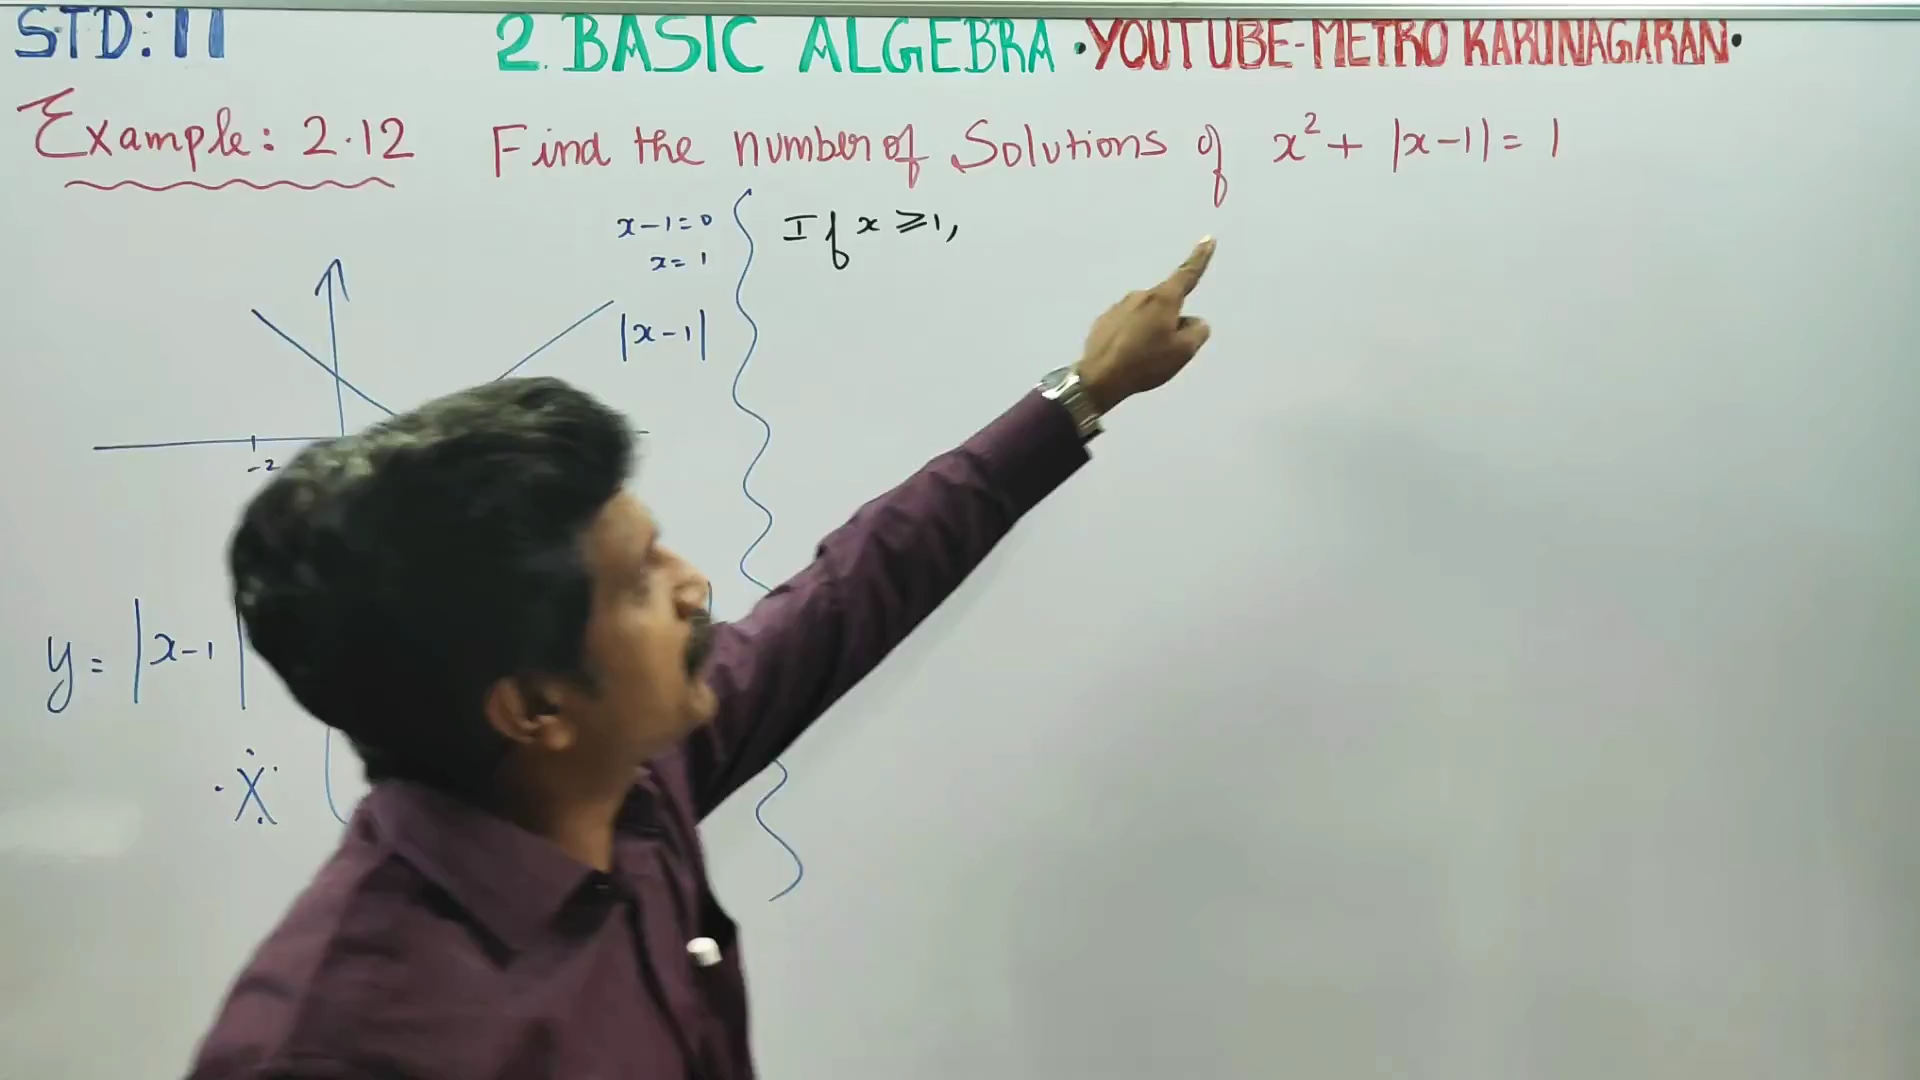 STD: 11
2. BASIC ALGEBRA • YOUTUBE-METRO KARUNAGARAN •
Example: 2.12 Find the number of Solutions of x² + |x-1| = 1
x-1=0
x=1
|x-1|
-2
y = |x-1|
X
If x ≥ 1,